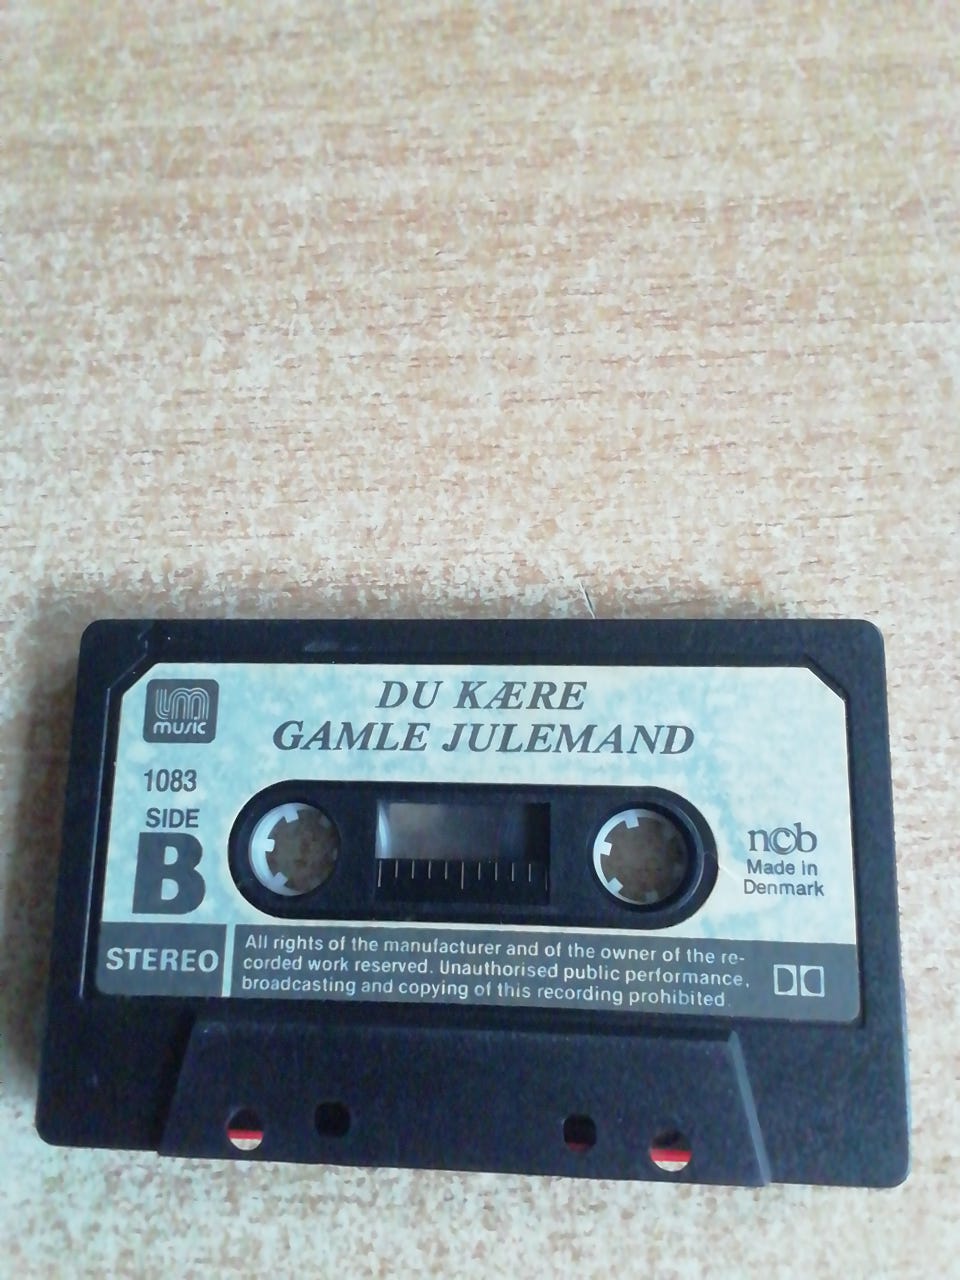 DU KÆRE
GAMLE JULEMAND
music
1083
SIDE
B
ncb
Made in
Denmark
STEREO
All rights of the manufacturer and of the owner of the re-
corded work reserved. Unauthorised public performance,
broadcasting and copying of this recording prohibited.